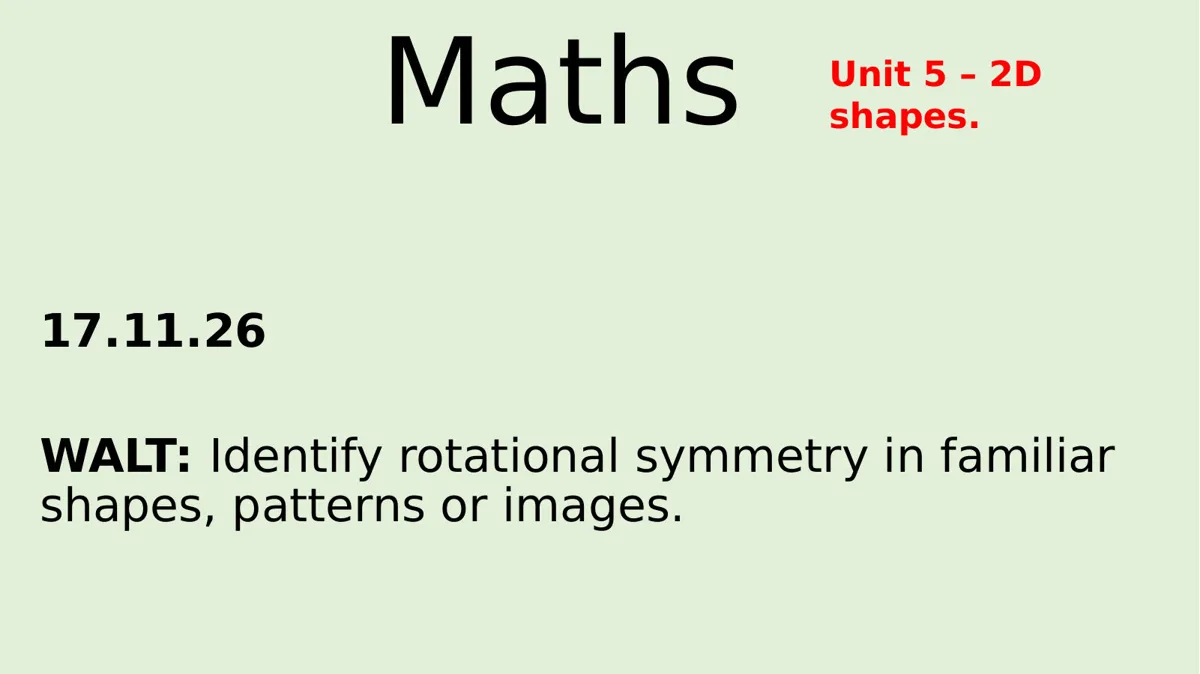 Maths
Unit 5 – 2D
shapes.
17.11.26
WALT: Identify rotational symmetry in familiar
shapes, patterns or images.